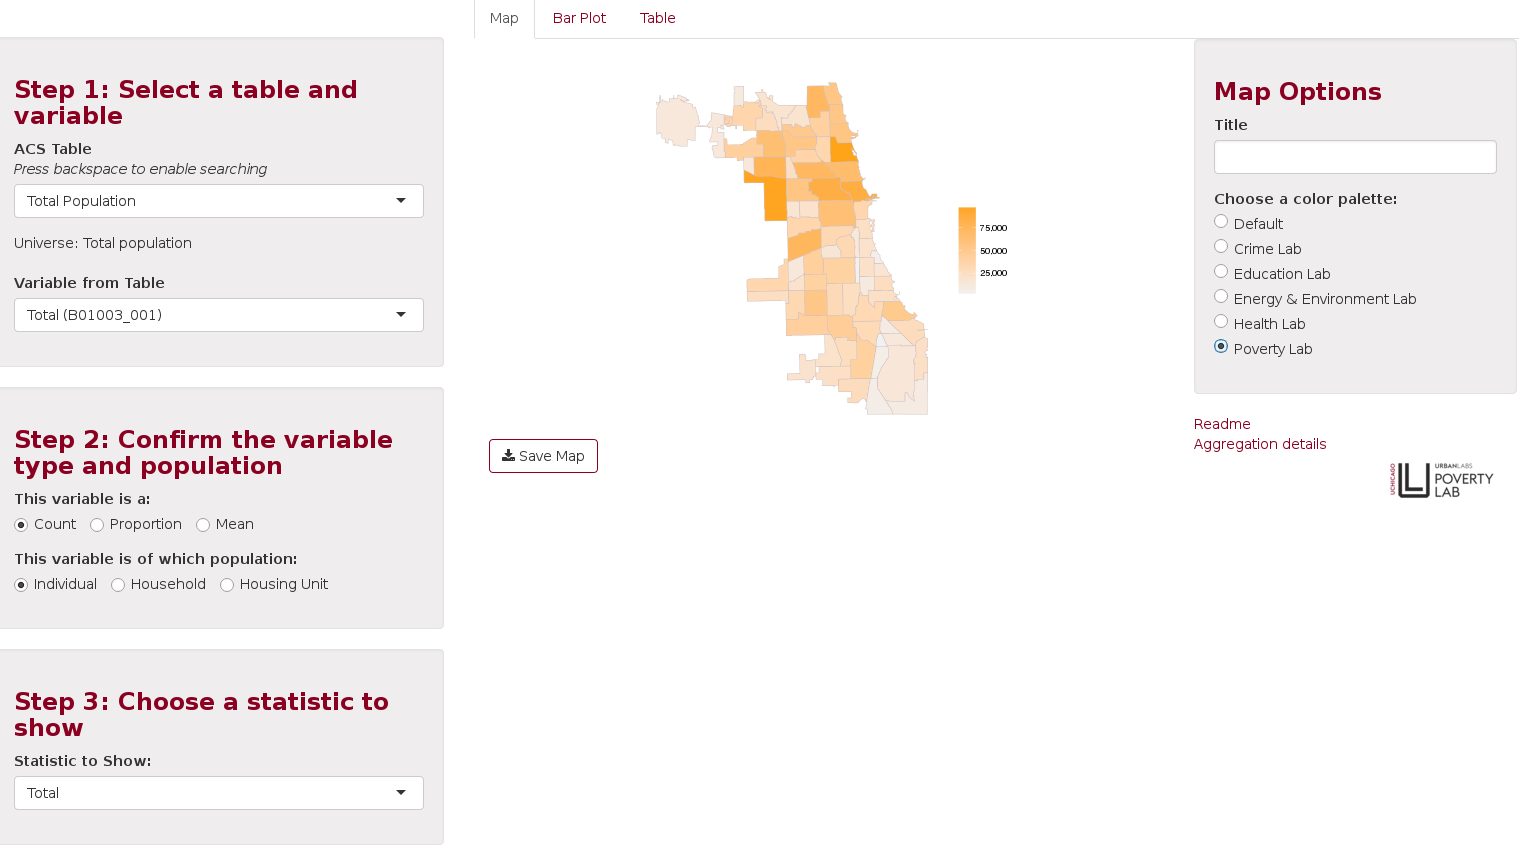 Map
Bar Plot
Table
Step 1: Select a table and
variable
ACS Table
Press backspace to enable searching
Total Population
Universe: Total population
Variable from Table
Total (B01003_001)
Step 2: Confirm the variable
type and population
This variable is a:
Count
Proportion
Mean
This variable is of which population:
Individual
Household
Housing Unit
Step 3: Choose a statistic to
show
Statistic to Show:
Total
75,000
50,000
25,000
Save Map
Map Options
Title
Choose a color palette:
Default
Crime Lab
Education Lab
Energy & Environment Lab
Health Lab
Poverty Lab
Readme
Aggregation details
UCHICAGO
URBANLABS
POVERTY
LAB